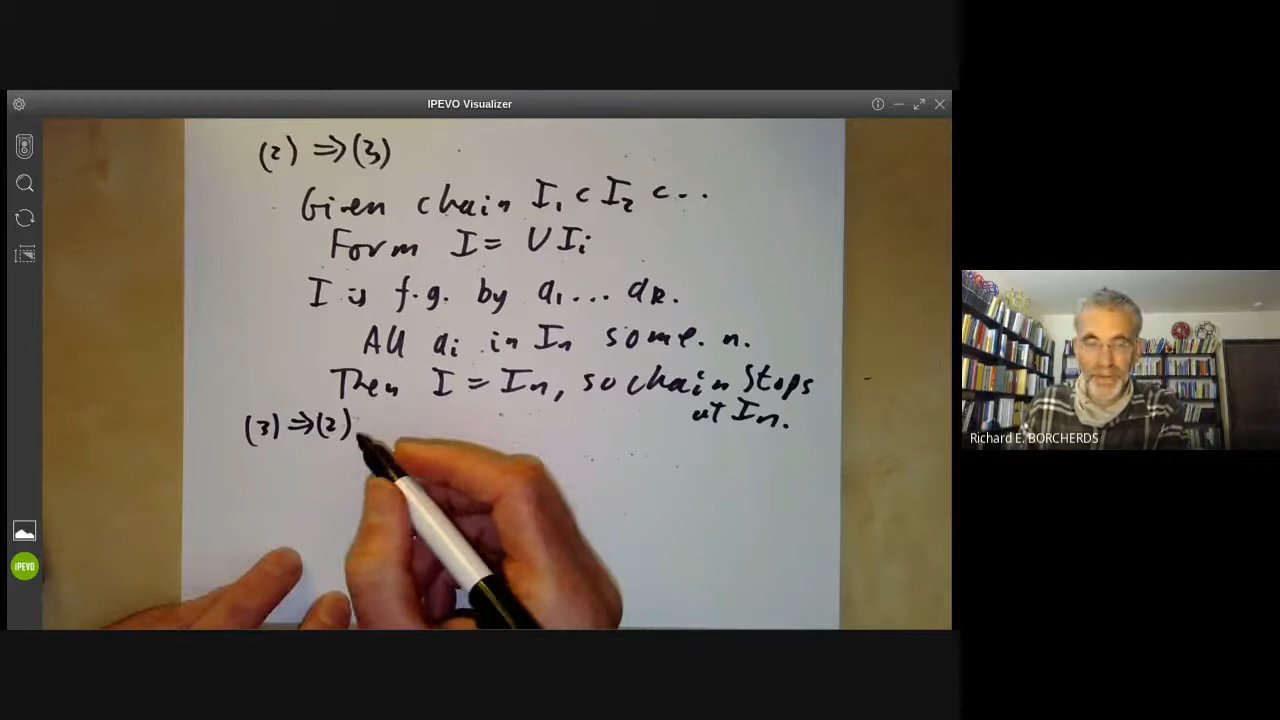 IPEVO Visualizer
(2) ⇒ (3)
Given chain I₁ ⊂ I₂ ⊂ ...
Form I = ∪ Iᵢ
I is f.g. by a₁ ... aₖ.
All aᵢ in Iₙ some n.
Then I = Iₙ, so chain stops
at Iₙ.
(3) ⇒ (2)
IPEVO
Richard E. BORCHERDS